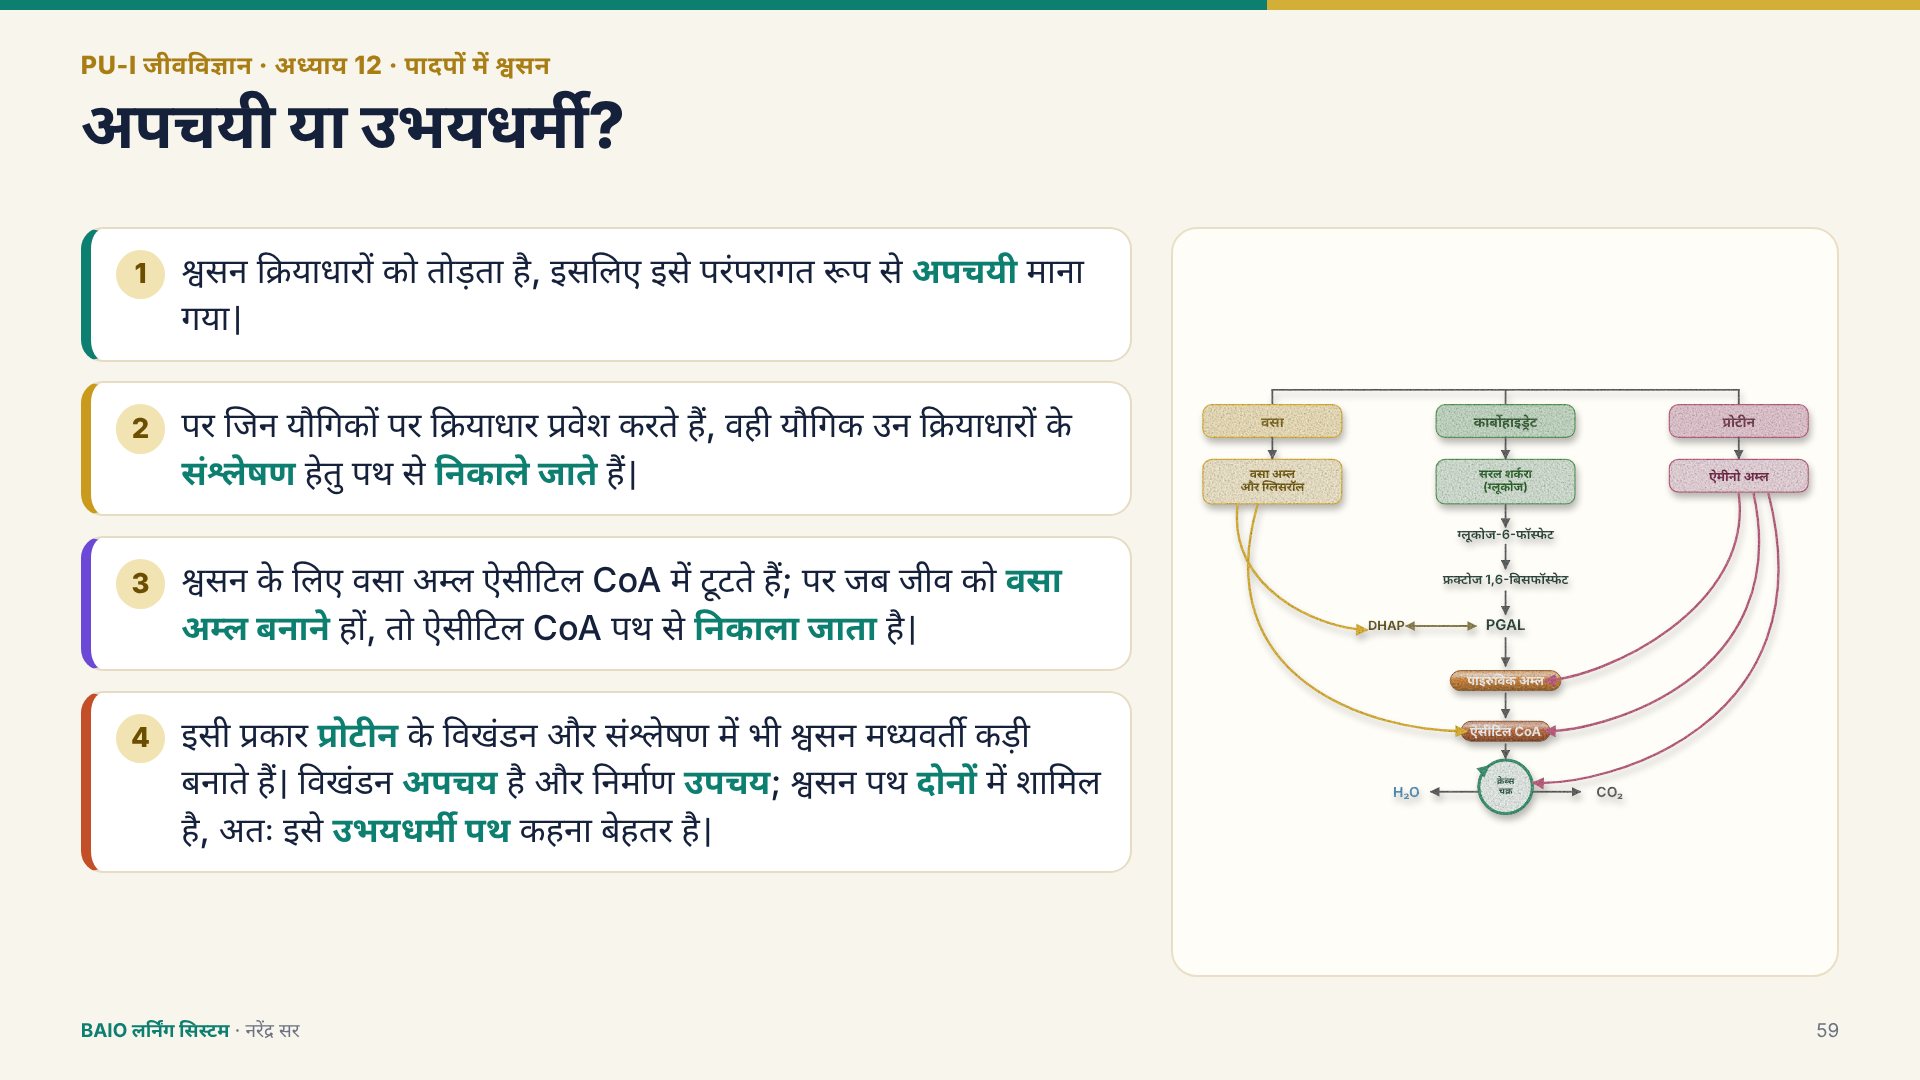 PU-I जीवविज्ञान · अध्याय 12 · पादपों में श्वसन
अपचयी या उभयधर्मी?
1
श्वसन क्रियाधारों को तोड़ता है, इसलिए इसे परंपरागत रूप से अपचयी माना
गया|
2
पर जिन यौगिकों पर क्रियाधार प्रवेश करते हैं, वही यौगिक उन क्रियाधारों के
संश्लेषण हेतु पथ से निकाले जाते हैं|
3
श्वसन के लिए वसा अम्ल ऐसीटिल CoA में टूटते हैं; पर जब जीव को वसा
अम्ल बनाने हों, तो ऐसीटिल CoA पथ से निकाला जाता है|
4
इसी प्रकार प्रोटीन के विखंडन और संश्लेषण में भी श्वसन मध्यवर्ती कड़ी
बनाते हैं| विखंडन अपचय है और निर्माण उपचय; श्वसन पथ दोनों में शामिल
है, अतः इसे उभयधर्मी पथ कहना बेहतर है|
वसा
कार्बोहाइड्रेट
प्रोटीन
वसा अम्ल
और ग्लिसरॉल
सरल शर्करा
(ग्लूकोज)
ऐमीनो अम्ल
ग्लूकोज-6-फॉस्फेट
फ्रक्टोज 1,6-बिसफॉस्फेट
DHAP
PGAL
पाइरुविक अम्ल
ऐसीटिल CoA
क्रेब्स
चक्र
H₂O
CO₂
BAIO लर्निंग सिस्टम · नरेंद्र सर
59